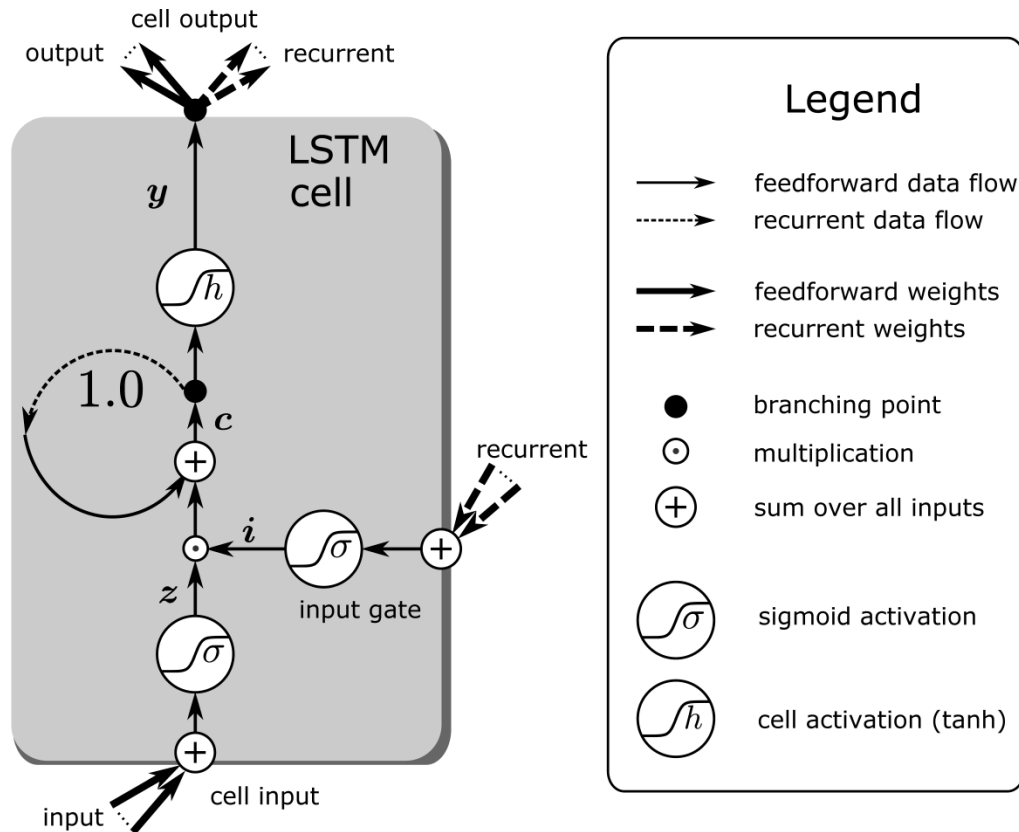 cell output
output
recurrent
LSTM
cell
y
h
1.0
c
+
recurrent
i
σ
+
z
input gate
σ
+
cell input
input
Legend
feedforward data flow
recurrent data flow
feedforward weights
recurrent weights
branching point
multiplication
+
sum over all inputs
σ
sigmoid activation
h
cell activation (tanh)